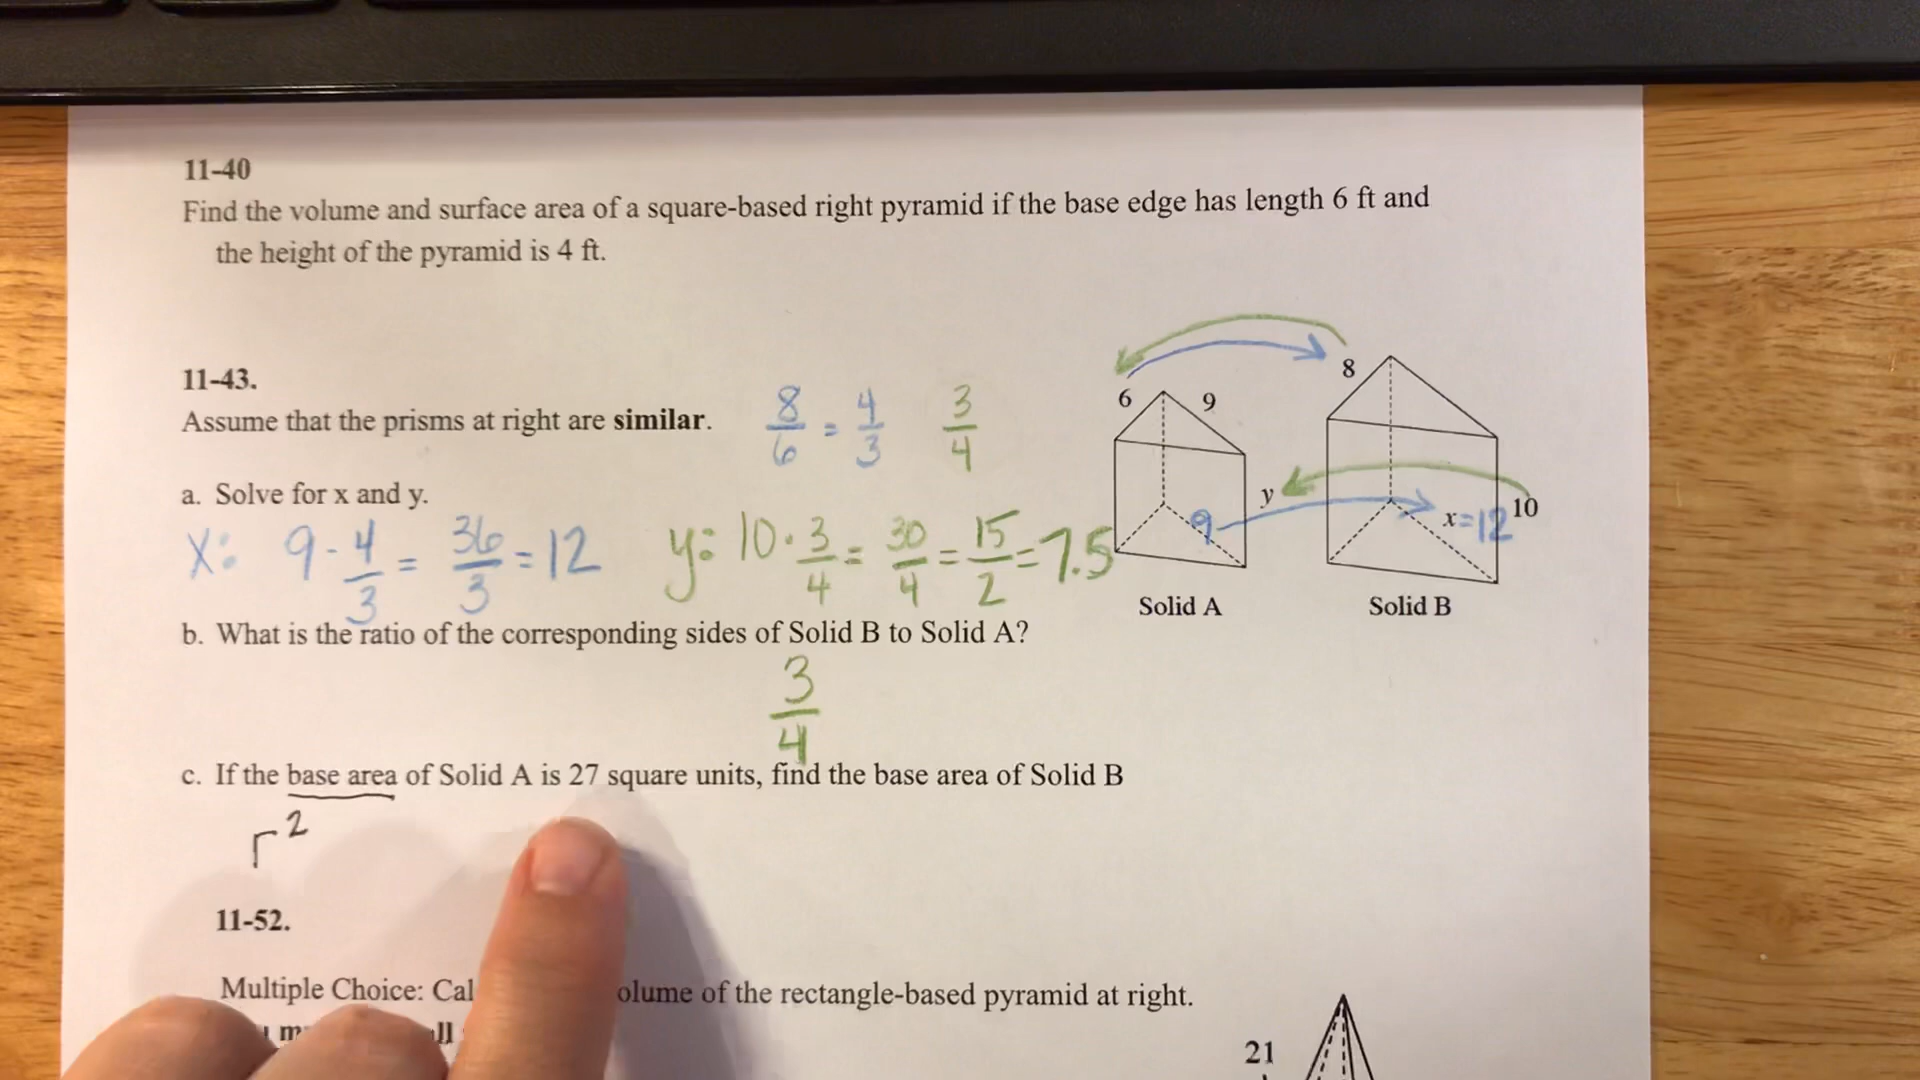 11-40
Find the volume and surface area of a square-based right pyramid if the base edge has length 6 ft and
the height of the pyramid is 4 ft.
11-43.
Assume that the prisms at right are similar.
8/6 = 4/3 3/4
6 9 8
a. Solve for x and y.
y 9 x=12 10
x: 9 · 4/3 = 36/3 = 12 y: 10 · 3/4 = 30/4 = 15/2 = 7.5
Solid A Solid B
b. What is the ratio of the corresponding sides of Solid B to Solid A?
3/4
c. If the base area of Solid A is 27 square units, find the base area of Solid B
r²
11-52.
Multiple Choice: Cal olume of the rectangle-based pyramid at right.
21